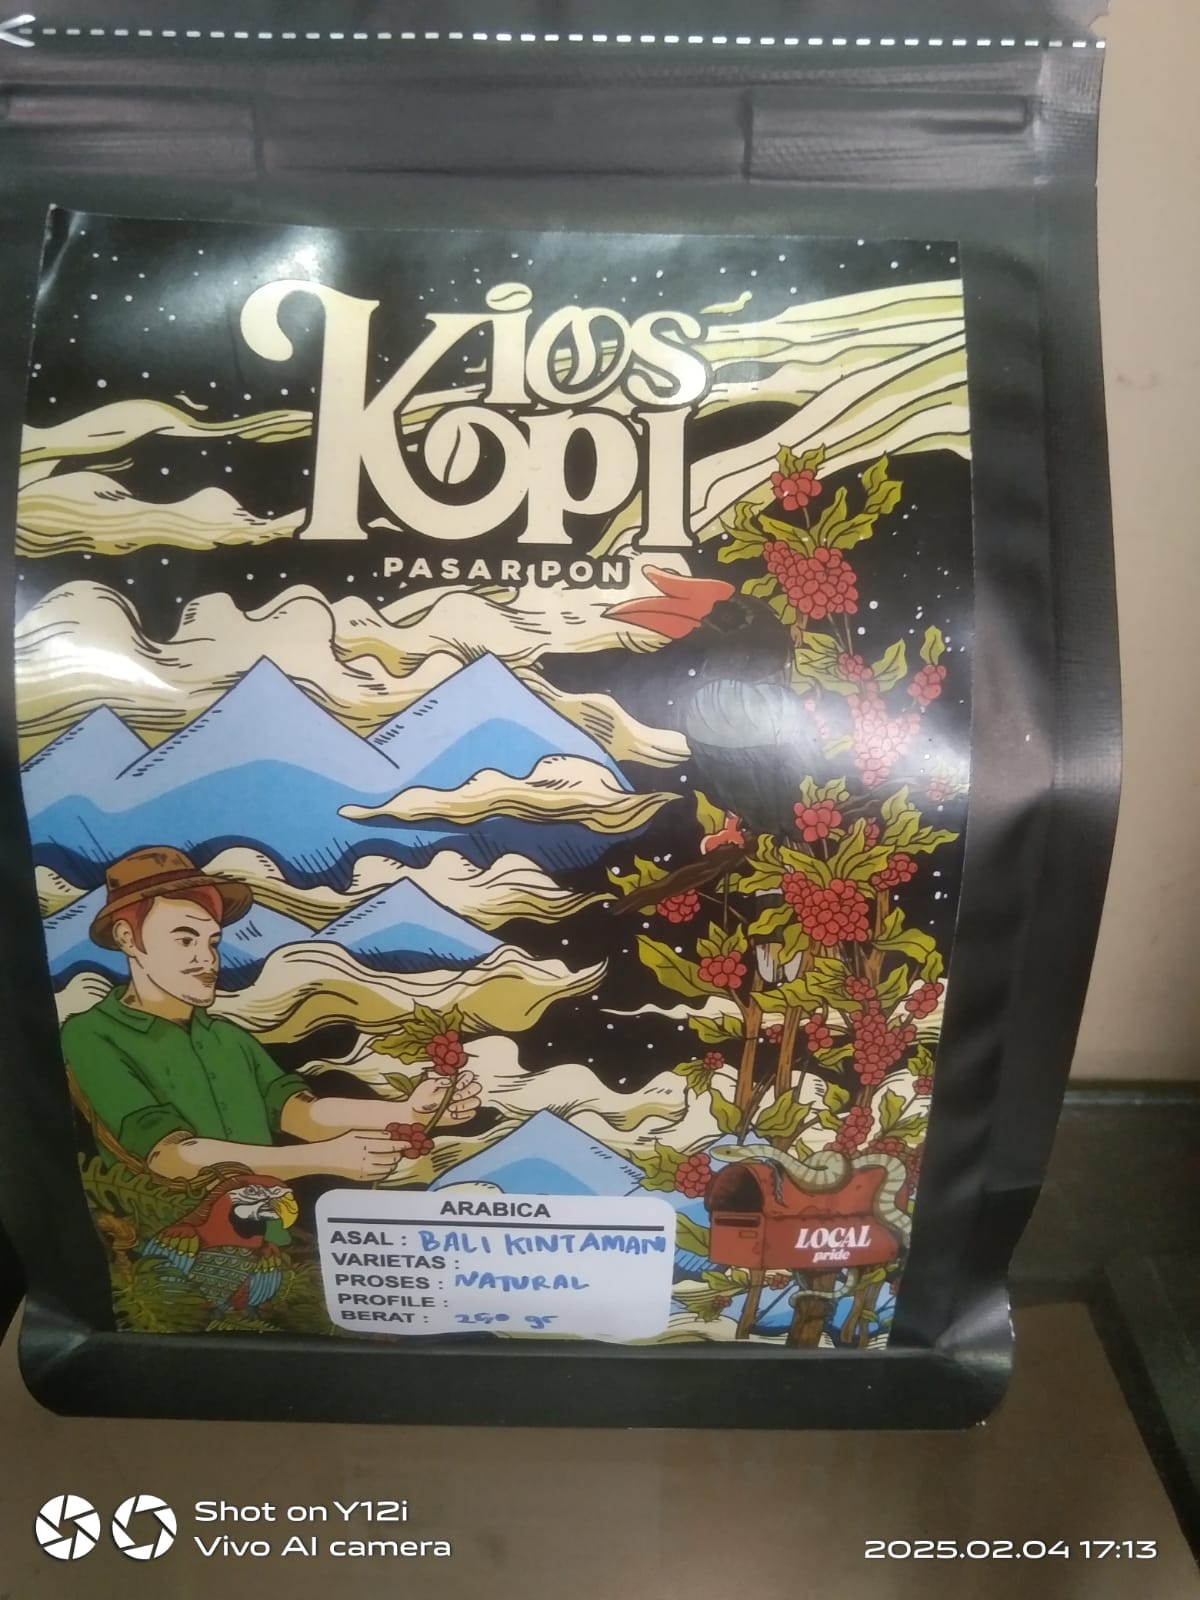 Kios
Kopi
PASAR PON
ARABICA
ASAL : BALI KINTAMANI
VARIETAS :
PROSES : NATURAL
PROFILE :
BERAT : 250 gr
LOCAL
pride
Shot on Y12i
Vivo AI camera
2025.02.04 17:13